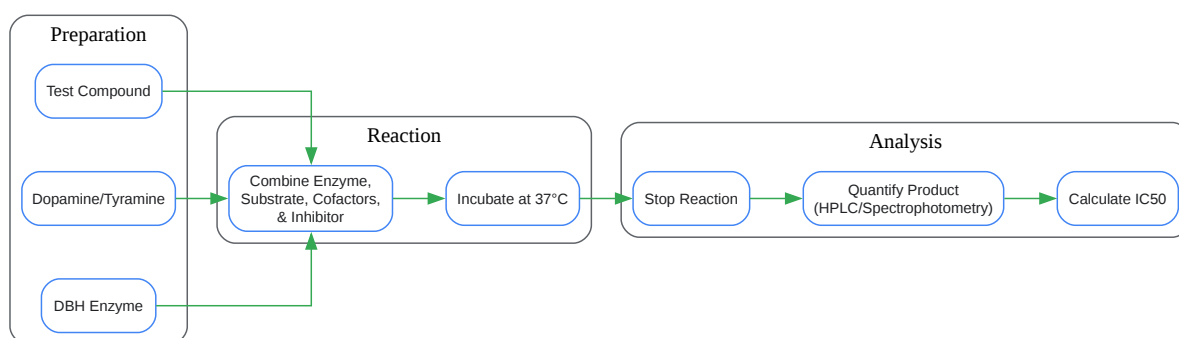 Preparation
Test Compound
Dopamine/Tyramine
DBH Enzyme
Reaction
Combine Enzyme,
Substrate, Cofactors,
& Inhibitor
Incubate at 37°C
Analysis
Stop Reaction
Quantify Product
(HPLC/Spectrophotometry)
Calculate IC50